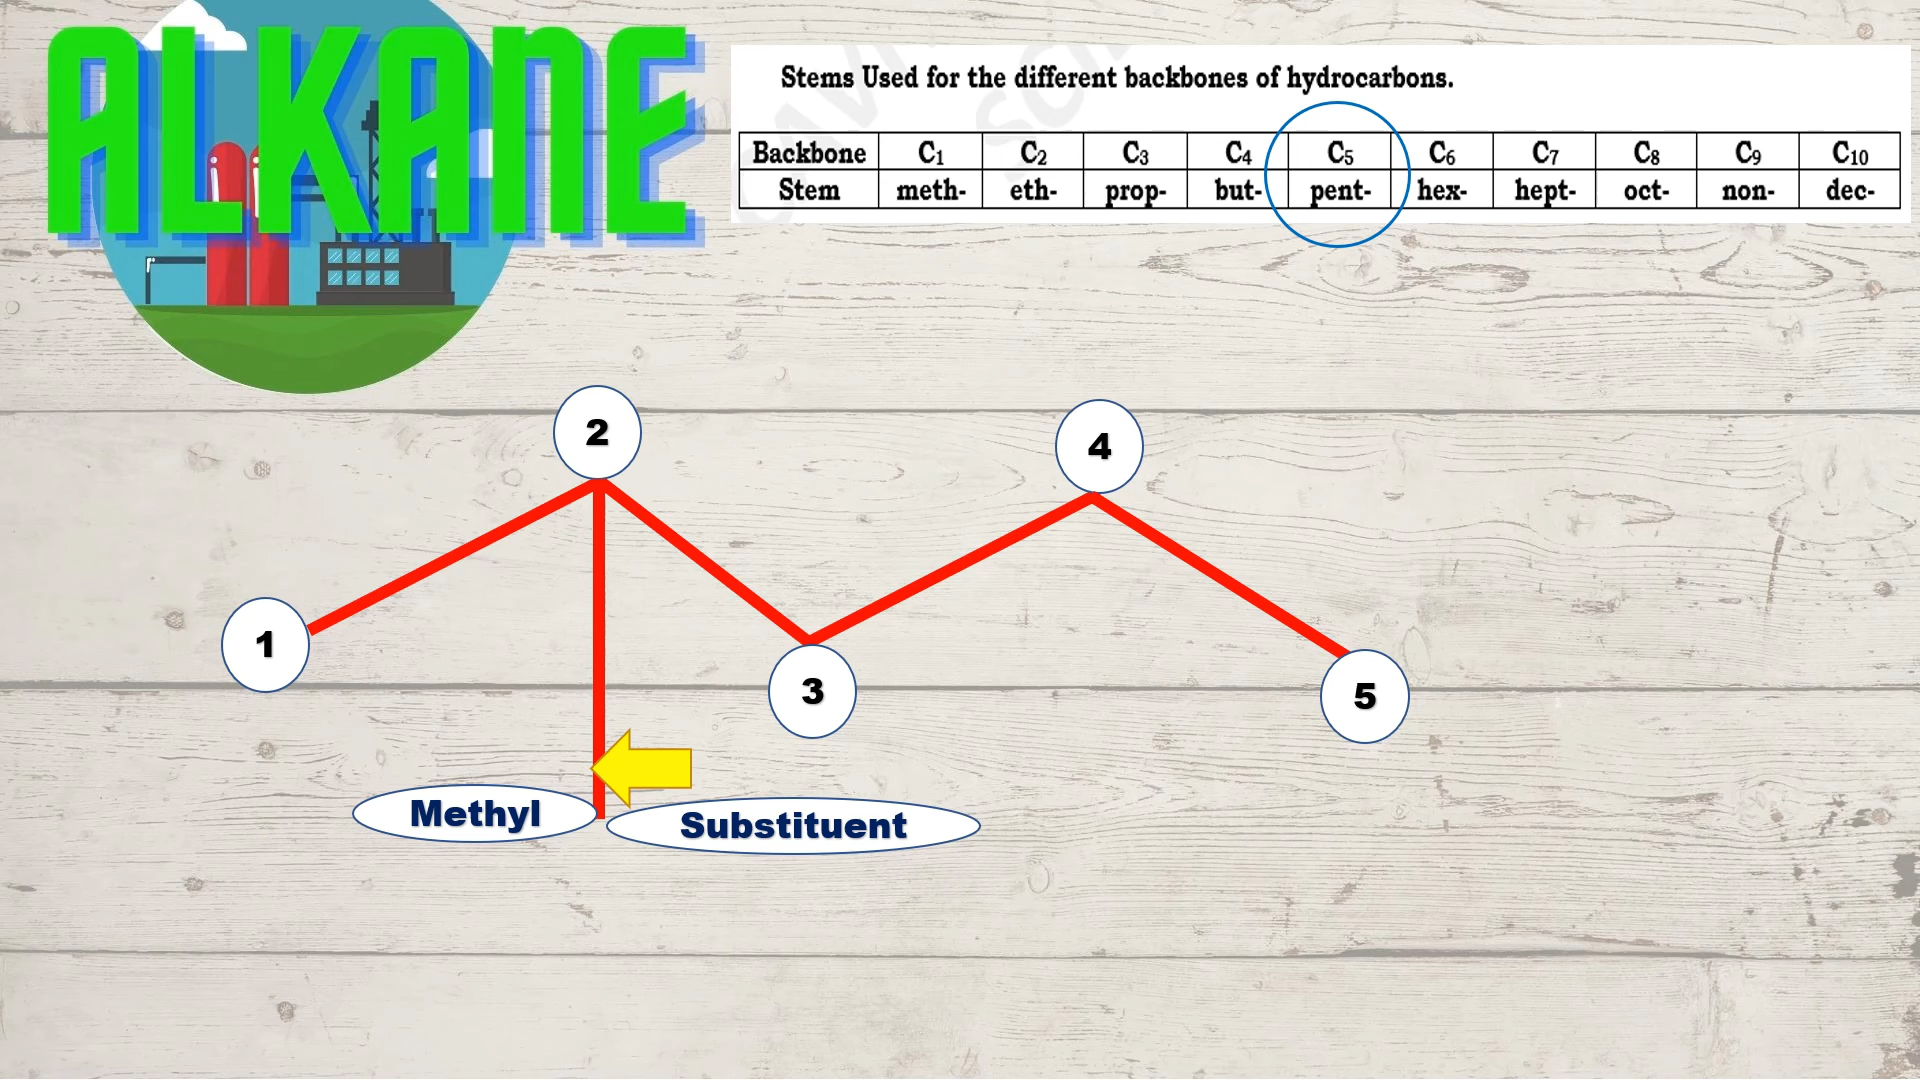 ALKANE
Stems Used for the different backbones of hydrocarbons.
Backbone C₁ C₂ C₃ C₄ C₅ C₆ C₇ C₈ C₉ C₁₀
Stem meth- eth- prop- but- pent- hex- hept- oct- non- dec-
2
4
1
3
5
Methyl
Substituent